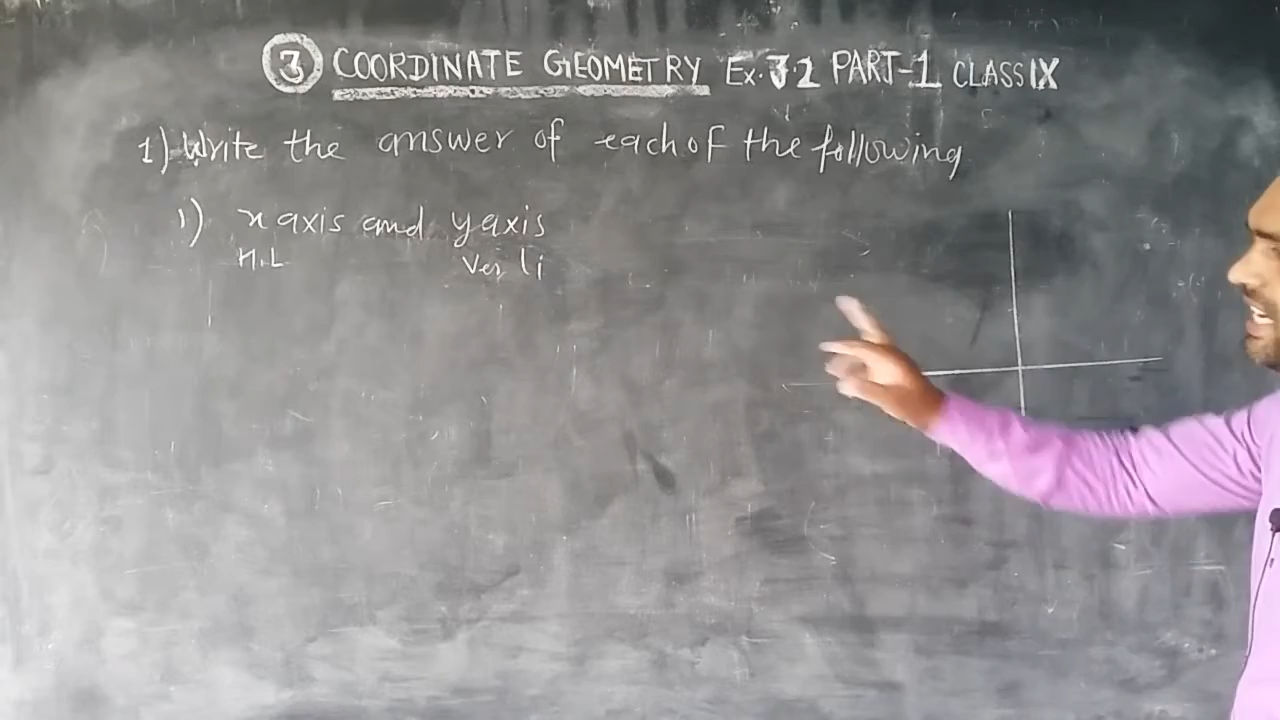 3 COORDINATE GEOMETRY Ex. 3.2 PART-1 CLASS IX
1) Write the answer of each of the following
1) x axis and y axis
H.L Ver li